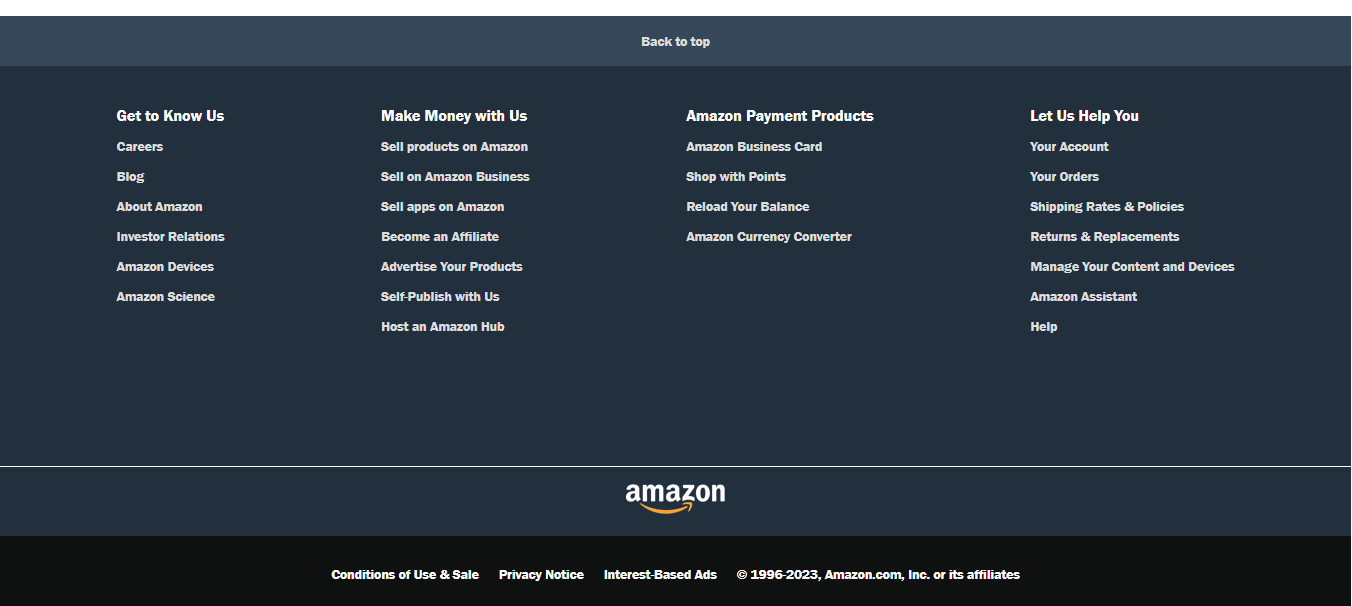 Back to top
Get to Know Us
Careers
Blog
About Amazon
Investor Relations
Amazon Devices
Amazon Science
Make Money with Us
Sell products on Amazon
Sell on Amazon Business
Sell apps on Amazon
Become an Affiliate
Advertise Your Products
Self-Publish with Us
Host an Amazon Hub
Amazon Payment Products
Amazon Business Card
Shop with Points
Reload Your Balance
Amazon Currency Converter
Let Us Help You
Your Account
Your Orders
Shipping Rates & Policies
Returns & Replacements
Manage Your Content and Devices
Amazon Assistant
Help
amazon
Conditions of Use & Sale Privacy Notice Interest-Based Ads © 1996-2023, Amazon.com, Inc. or its affiliates